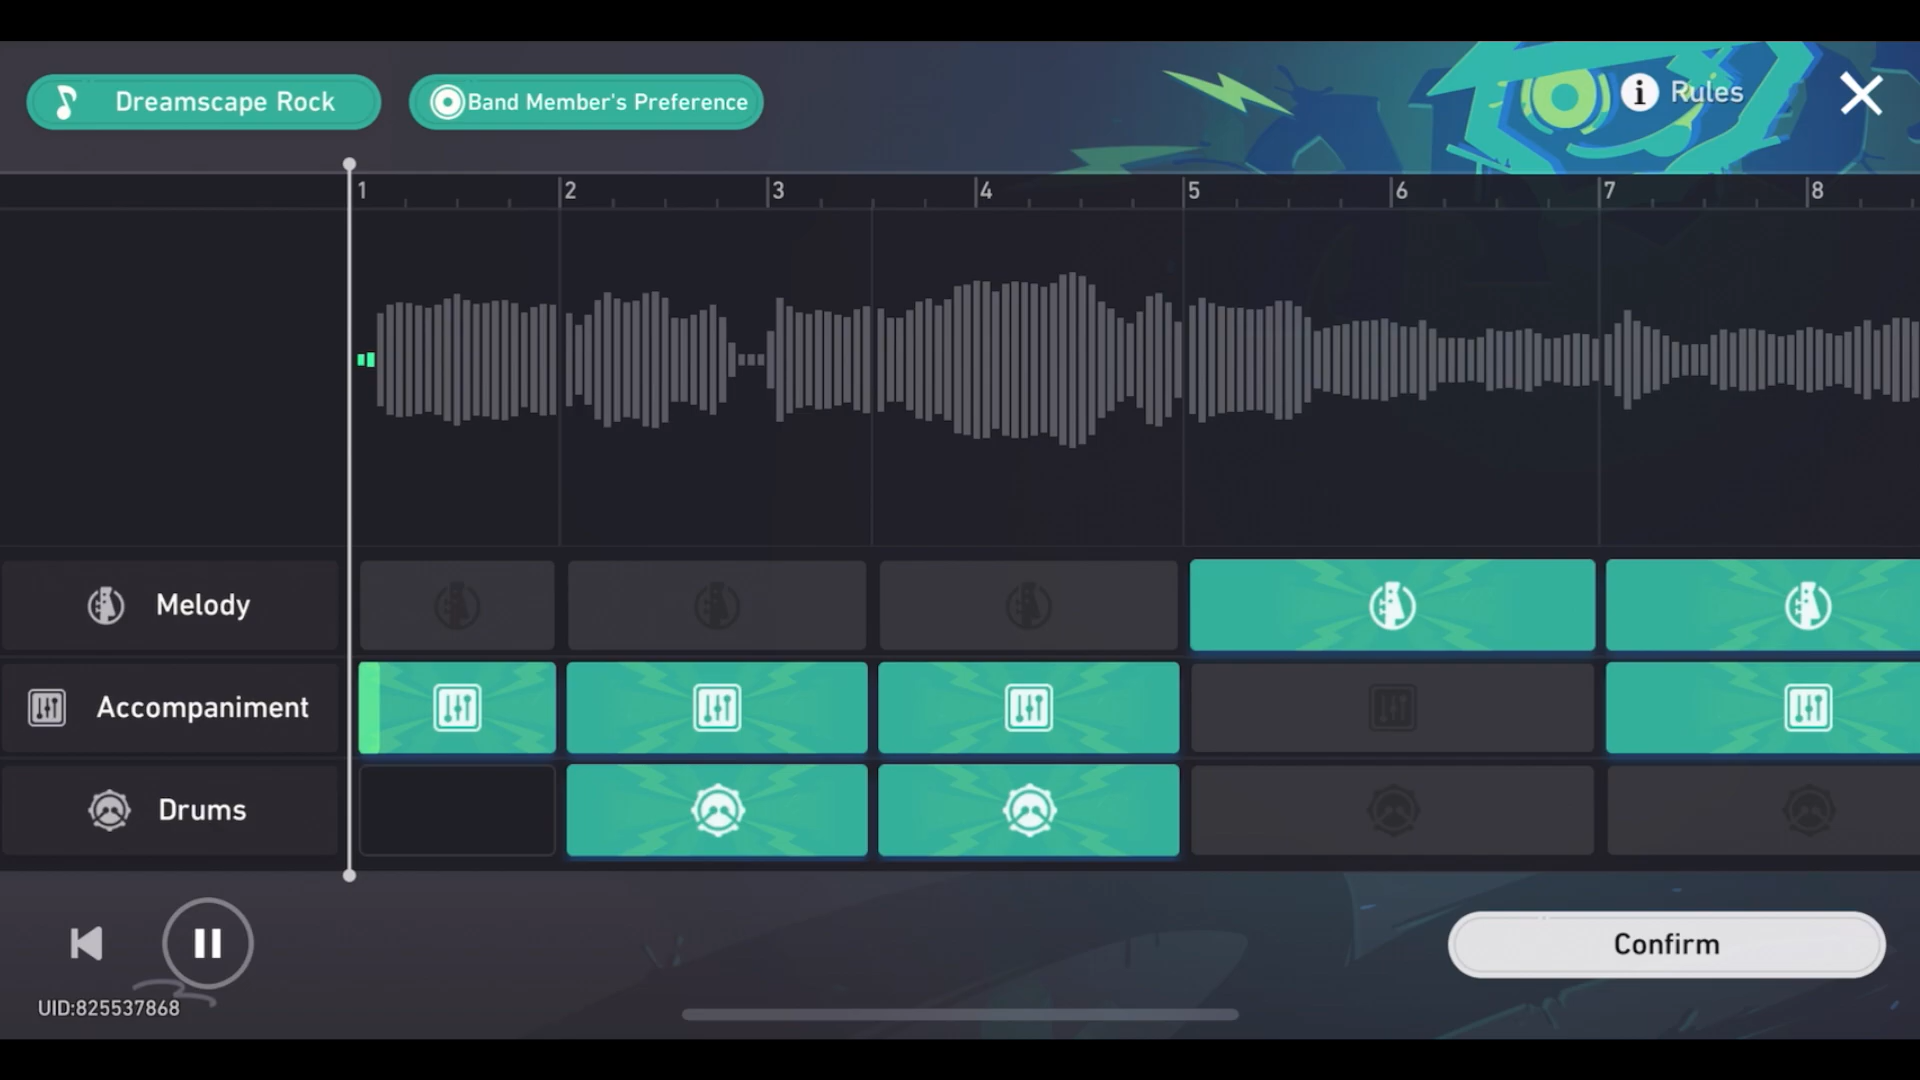 Dreamscape Rock
Band Member's Preference
Rules
1 2 3 4 5 6 7 8
Melody
Accompaniment
Drums
Confirm
UID:825537868